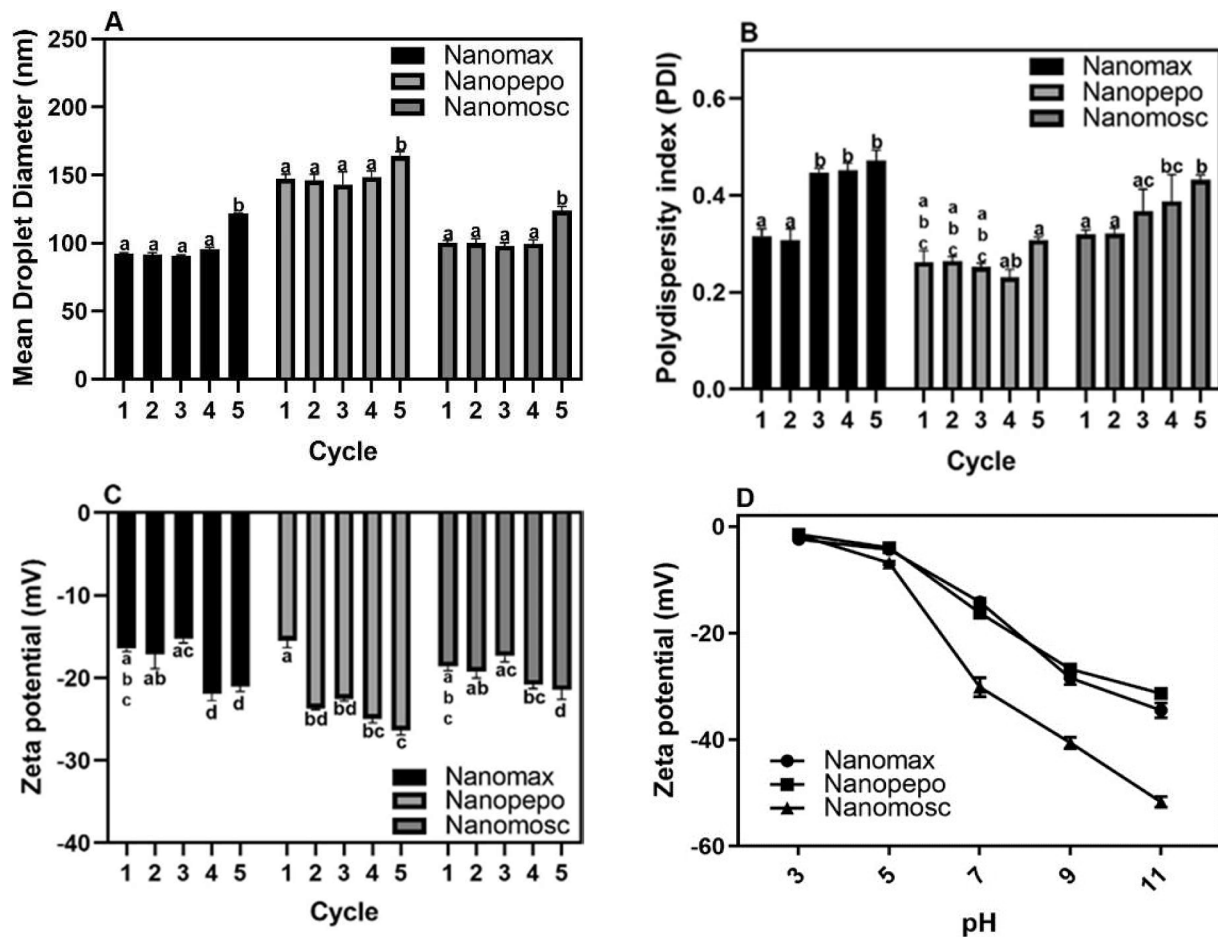 A
Mean Droplet Diameter (nm)
250
200
150
100
50
0
Nanomax
Nanopepo
Nanomosc
a a a a b
a a a a b
a a a a b
1 2 3 4 5 1 2 3 4 5 1 2 3 4 5
Cycle
B
Polydispersity index (PDI)
0.6
0.4
0.2
0.0
Nanomax
Nanopepo
Nanomosc
a a b b b
a
b
c
a
b
c
a
b
c
ab
a
a a ac bc b
1 2 3 4 5 1 2 3 4 5 1 2 3 4 5
Cycle
C
Zeta potential (mV)
0
-10
-20
-30
-40
a
b
c
ab
ac
d d
a
bd bd bc c
a
b
c
ab
ac
bc
d
Nanomax
Nanopepo
Nanomosc
1 2 3 4 5 1 2 3 4 5 1 2 3 4 5
Cycle
D
Zeta potential (mV)
0
-20
-40
-60
Nanomax
Nanopepo
Nanomosc
3 5 7 9 11
pH